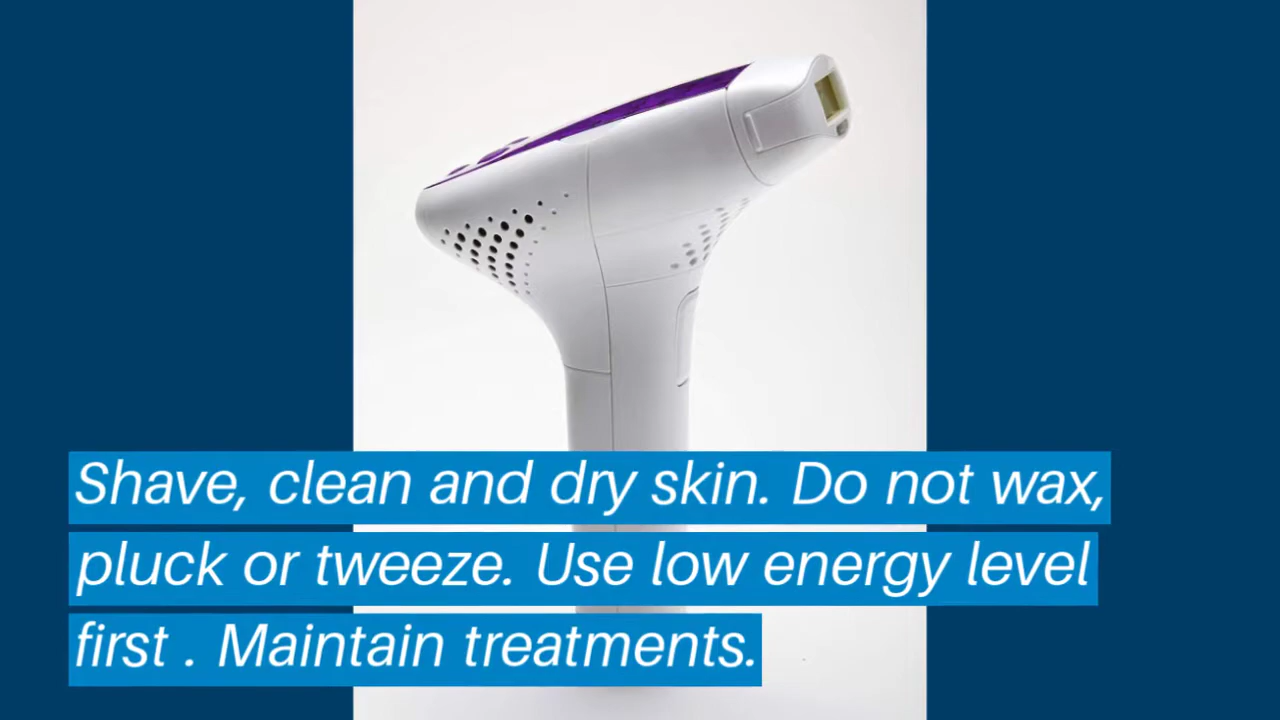 Shave, clean and dry skin. Do not wax,
pluck or tweeze. Use low energy level
first . Maintain treatments.